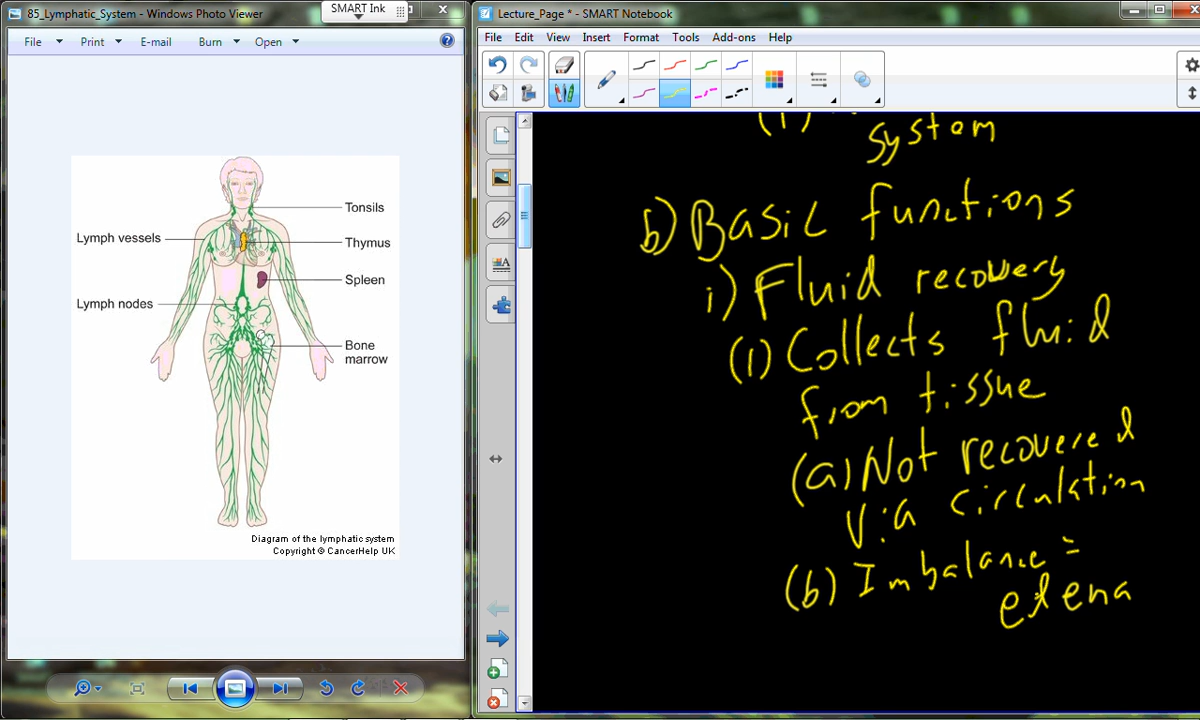 85_Lymphatic_System - Windows Photo Viewer
SMART Ink
File Print E-mail Burn Open
Tonsils
Lymph vessels
Thymus
Spleen
Lymph nodes
Bone
marrow
Diagram of the lymphatic system
Copyright © CancerHelp UK
Lecture_Page * - SMART Notebook
File Edit View Insert Format Tools Add-ons Help
(1)
system
b) Basic functions
i) Fluid recovery
(1) Collects fluid
from tissue
(a) Not recovered
via circulation
(b) Imbalance =
edema